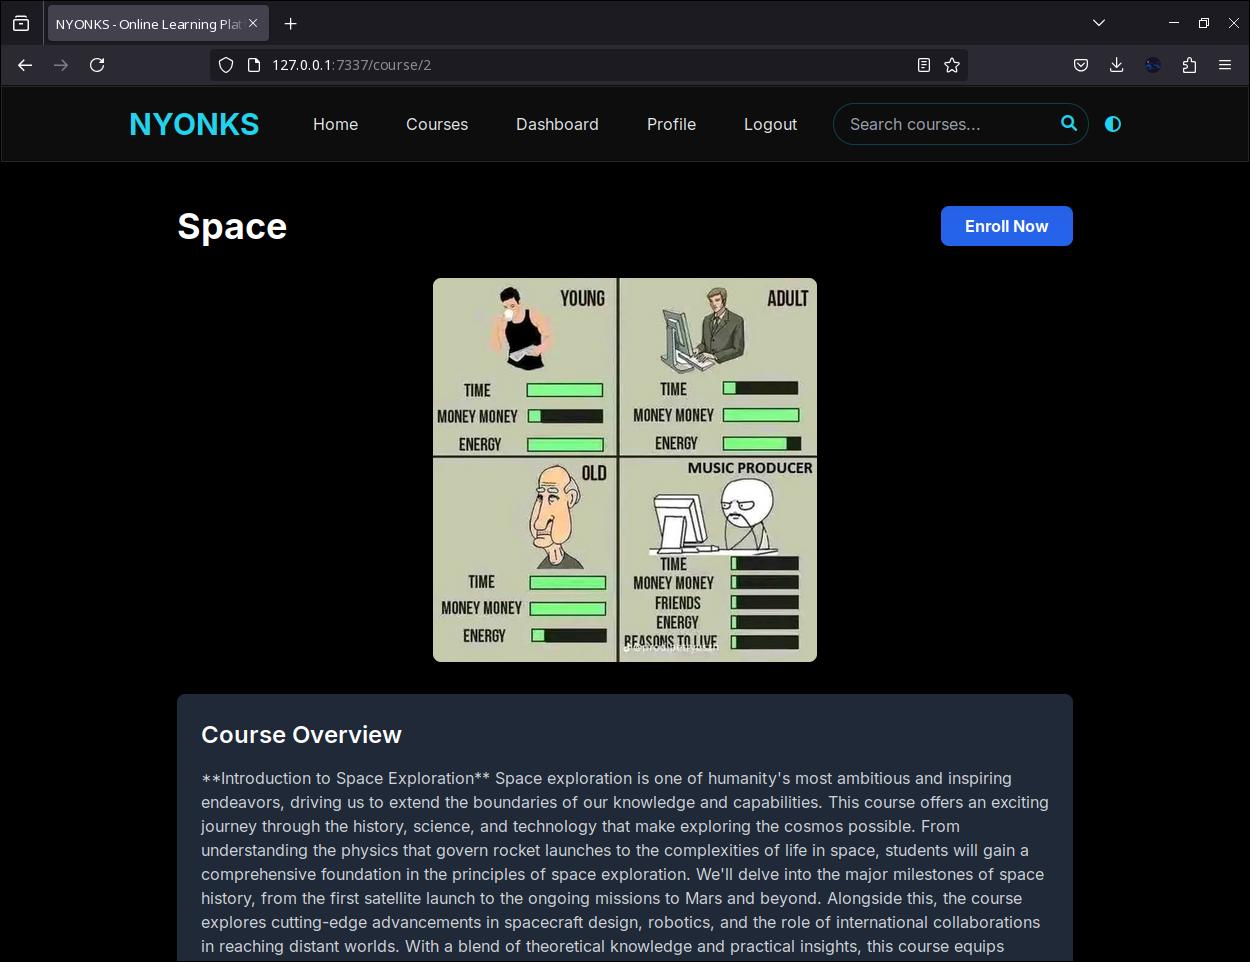 NYONKS - Online Learning Plat
127.0.0.1:7337/course/2
NYONKS
Home
Courses
Dashboard
Profile
Logout
Search courses...
Space
Enroll Now
YOUNG
TIME
MONEY MONEY
ENERGY
ADULT
TIME
MONEY MONEY
ENERGY
OLD
TIME
MONEY MONEY
ENERGY
MUSIC PRODUCER
TIME
MONEY MONEY
FRIENDS
ENERGY
REASONS TO LIVE
Course Overview
**Introduction to Space Exploration** Space exploration is one of humanity's most ambitious and inspiring
endeavors, driving us to extend the boundaries of our knowledge and capabilities. This course offers an exciting
journey through the history, science, and technology that make exploring the cosmos possible. From
understanding the physics that govern rocket launches to the complexities of life in space, students will gain a
comprehensive foundation in the principles of space exploration. We'll delve into the major milestones of space
history, from the first satellite launch to the ongoing missions to Mars and beyond. Alongside this, the course
explores cutting-edge advancements in spacecraft design, robotics, and the role of international collaborations
in reaching distant worlds. With a blend of theoretical knowledge and practical insights, this course equips